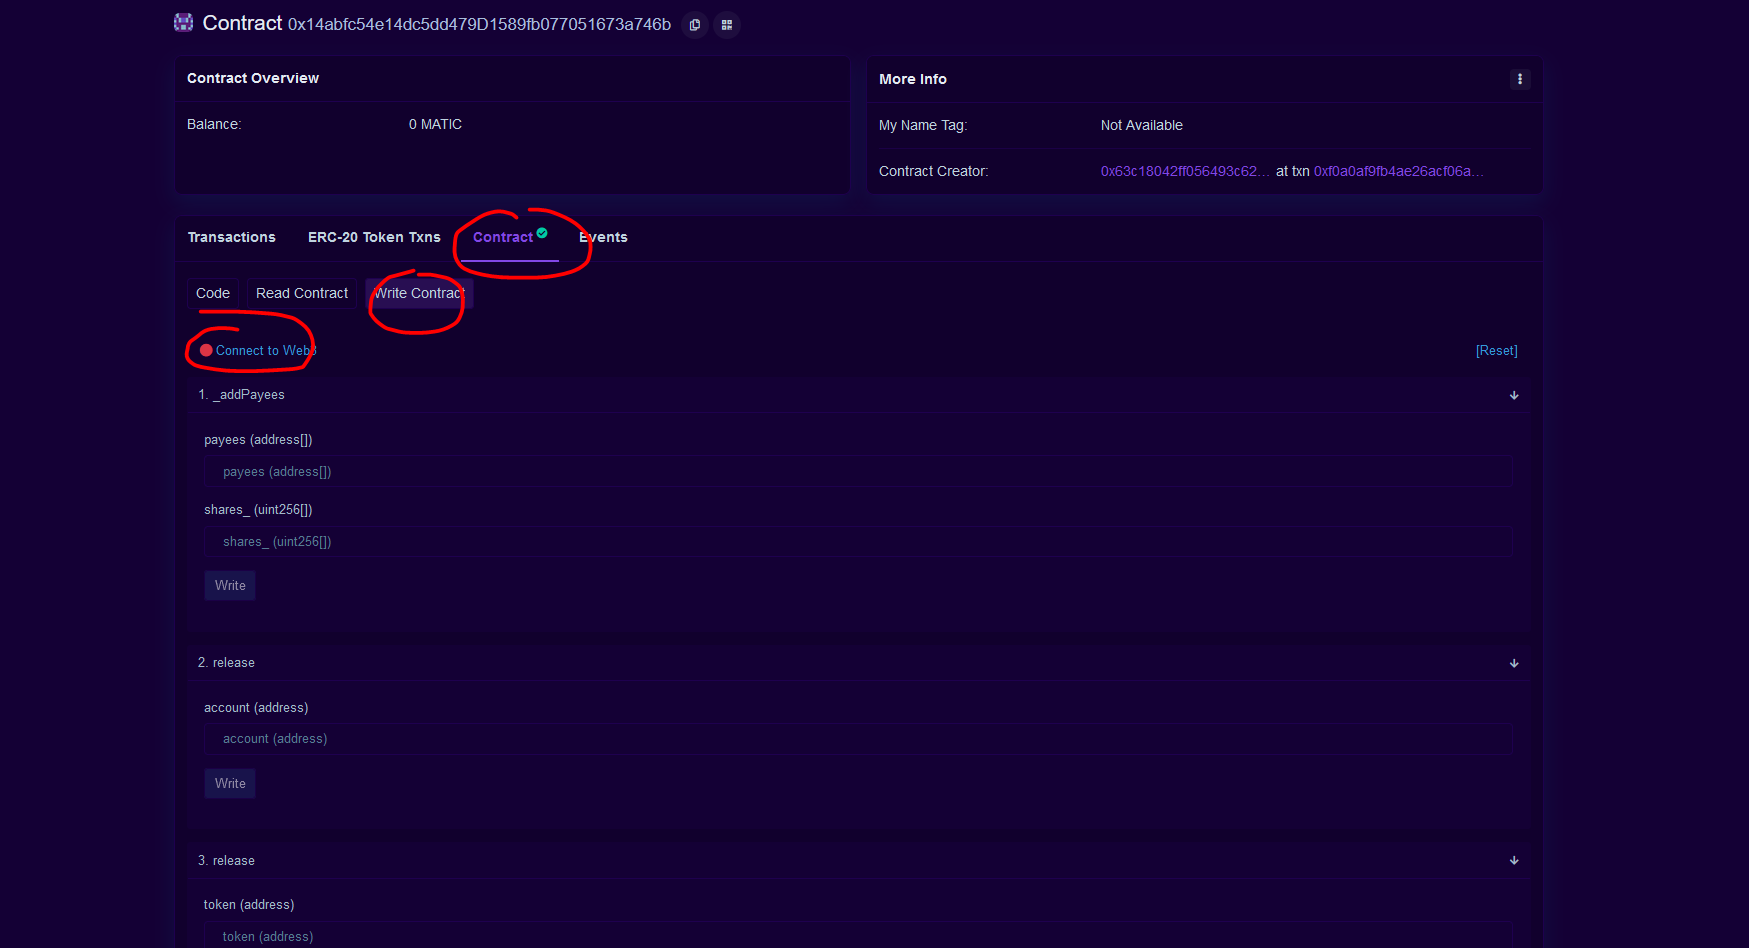 Contract 0x14abfc54e14dc5dd479D1589fb077051673a746b
Contract Overview
Balance: 0 MATIC
More Info
My Name Tag: Not Available
Contract Creator: 0x63c18042ff056493c62... at txn 0xf0a0af9fb4ae26acf06a...
Transactions ERC-20 Token Txns Contract Events
Code Read Contract Write Contract
Connect to Web3 [Reset]
1. _addPayees
payees (address[])
payees (address[])
shares_ (uint256[])
shares_ (uint256[])
Write
2. release
account (address)
account (address)
Write
3. release
token (address)
token (address)